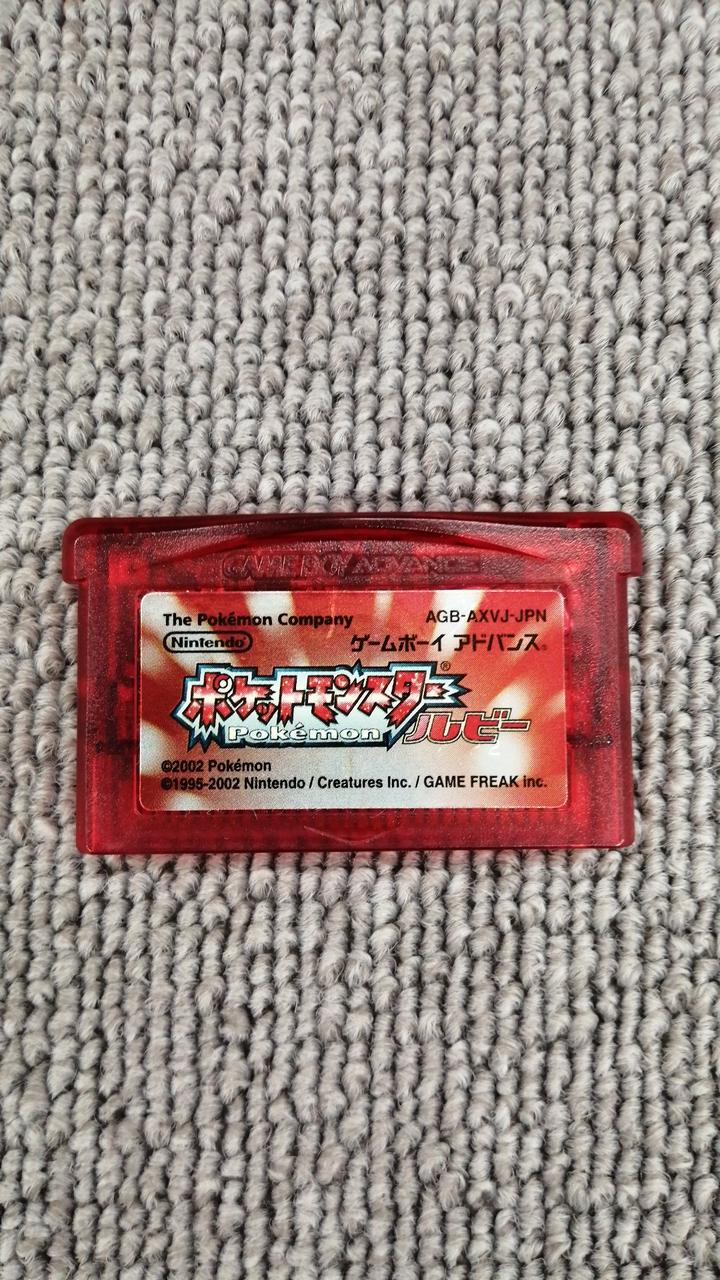 GAME BOY ADVANCE
The Pokémon Company AGB-AXVJ-JPN
Nintendo® ゲームボーイ アドバンス®
ポケットモンスター®
Pokémon ルビー
©2002 Pokémon
©1995-2002 Nintendo / Creatures Inc. / GAME FREAK inc.